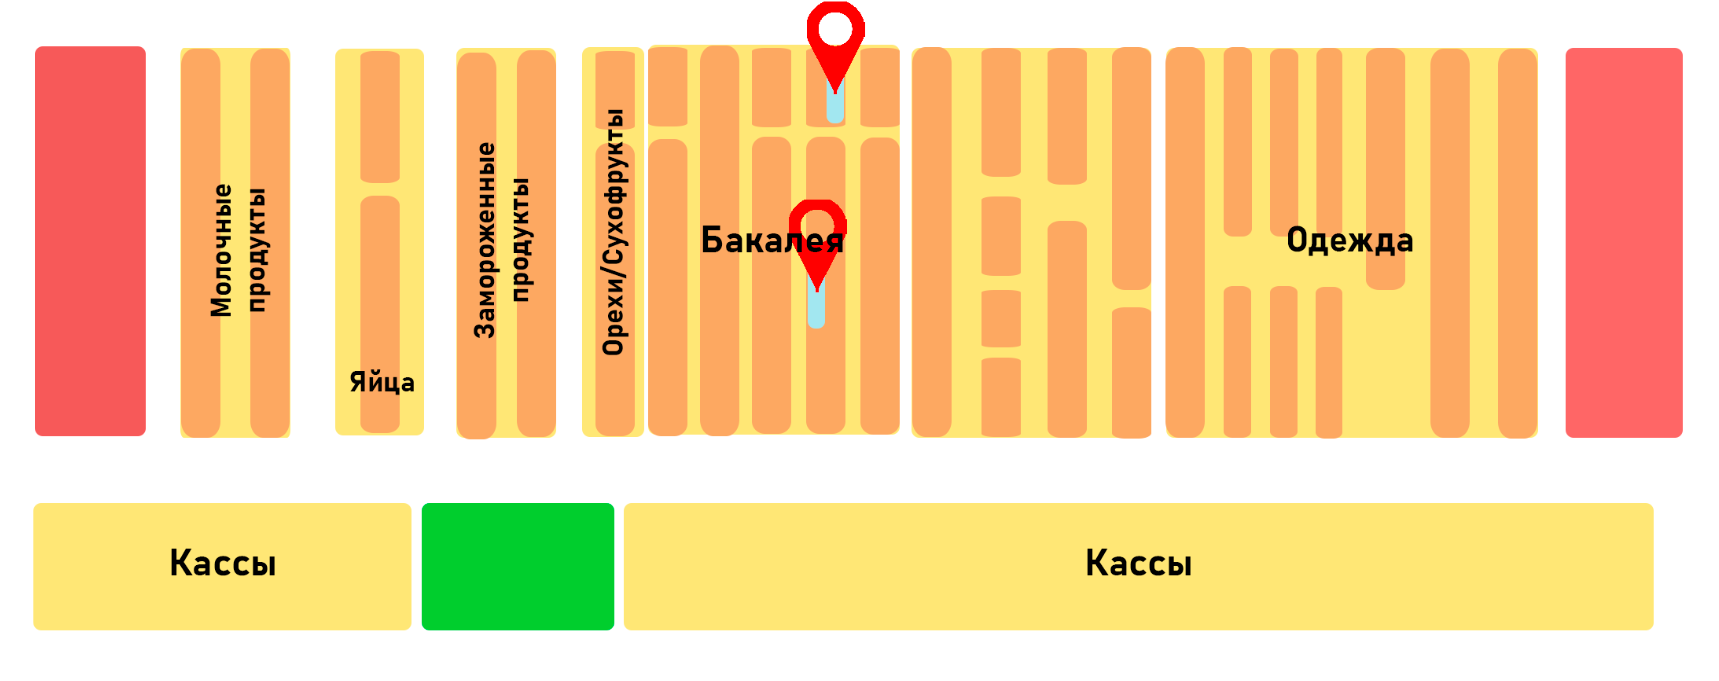 Молочные
продукты
Яйца
Замороженные
продукты
Орехи/Сухофрукты
Бакалея
Одежда
Кассы
Кассы